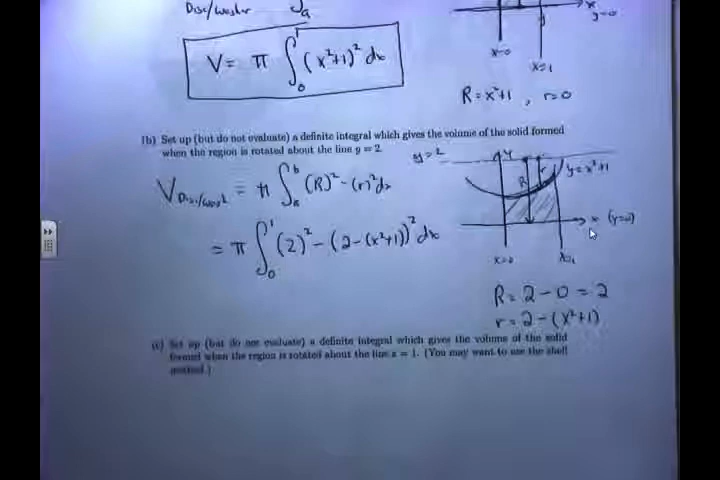 Disc/washer ∫a
x
y=0
V = π ∫₀¹ (x²+1)² dx
x=0
x=1
R = x²+1 , r=0
1b) Set up (but do not evaluate) a definite integral which gives the volume of the solid formed
when the region is rotated about the line y = 2.
y=2
y
R
r
y=x²+1
V Disc/wash = π ∫ₐᵇ (R)² - (r)² dx
x (y=0)
= π ∫₀¹ (2)² - (2-(x²+1))² dx
x=0
x=1
R = 2 - 0 = 2
r = 2 - (x²+1)
(c) Set up (but do not evaluate) a definite integral which gives the volume of the solid
formed when the region is rotated about the line x = 1. (You may want to use the shell
method.)